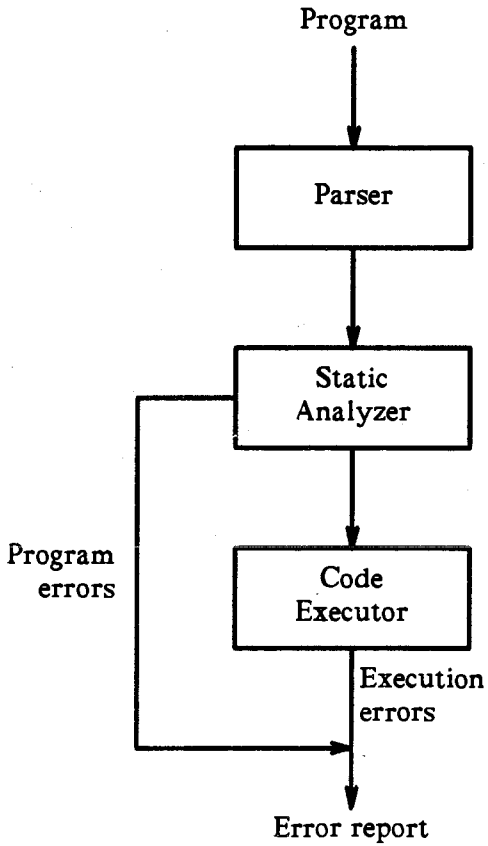 Program
Parser
Static
Analyzer
Program
errors
Code
Executor
Execution
errors
Error report